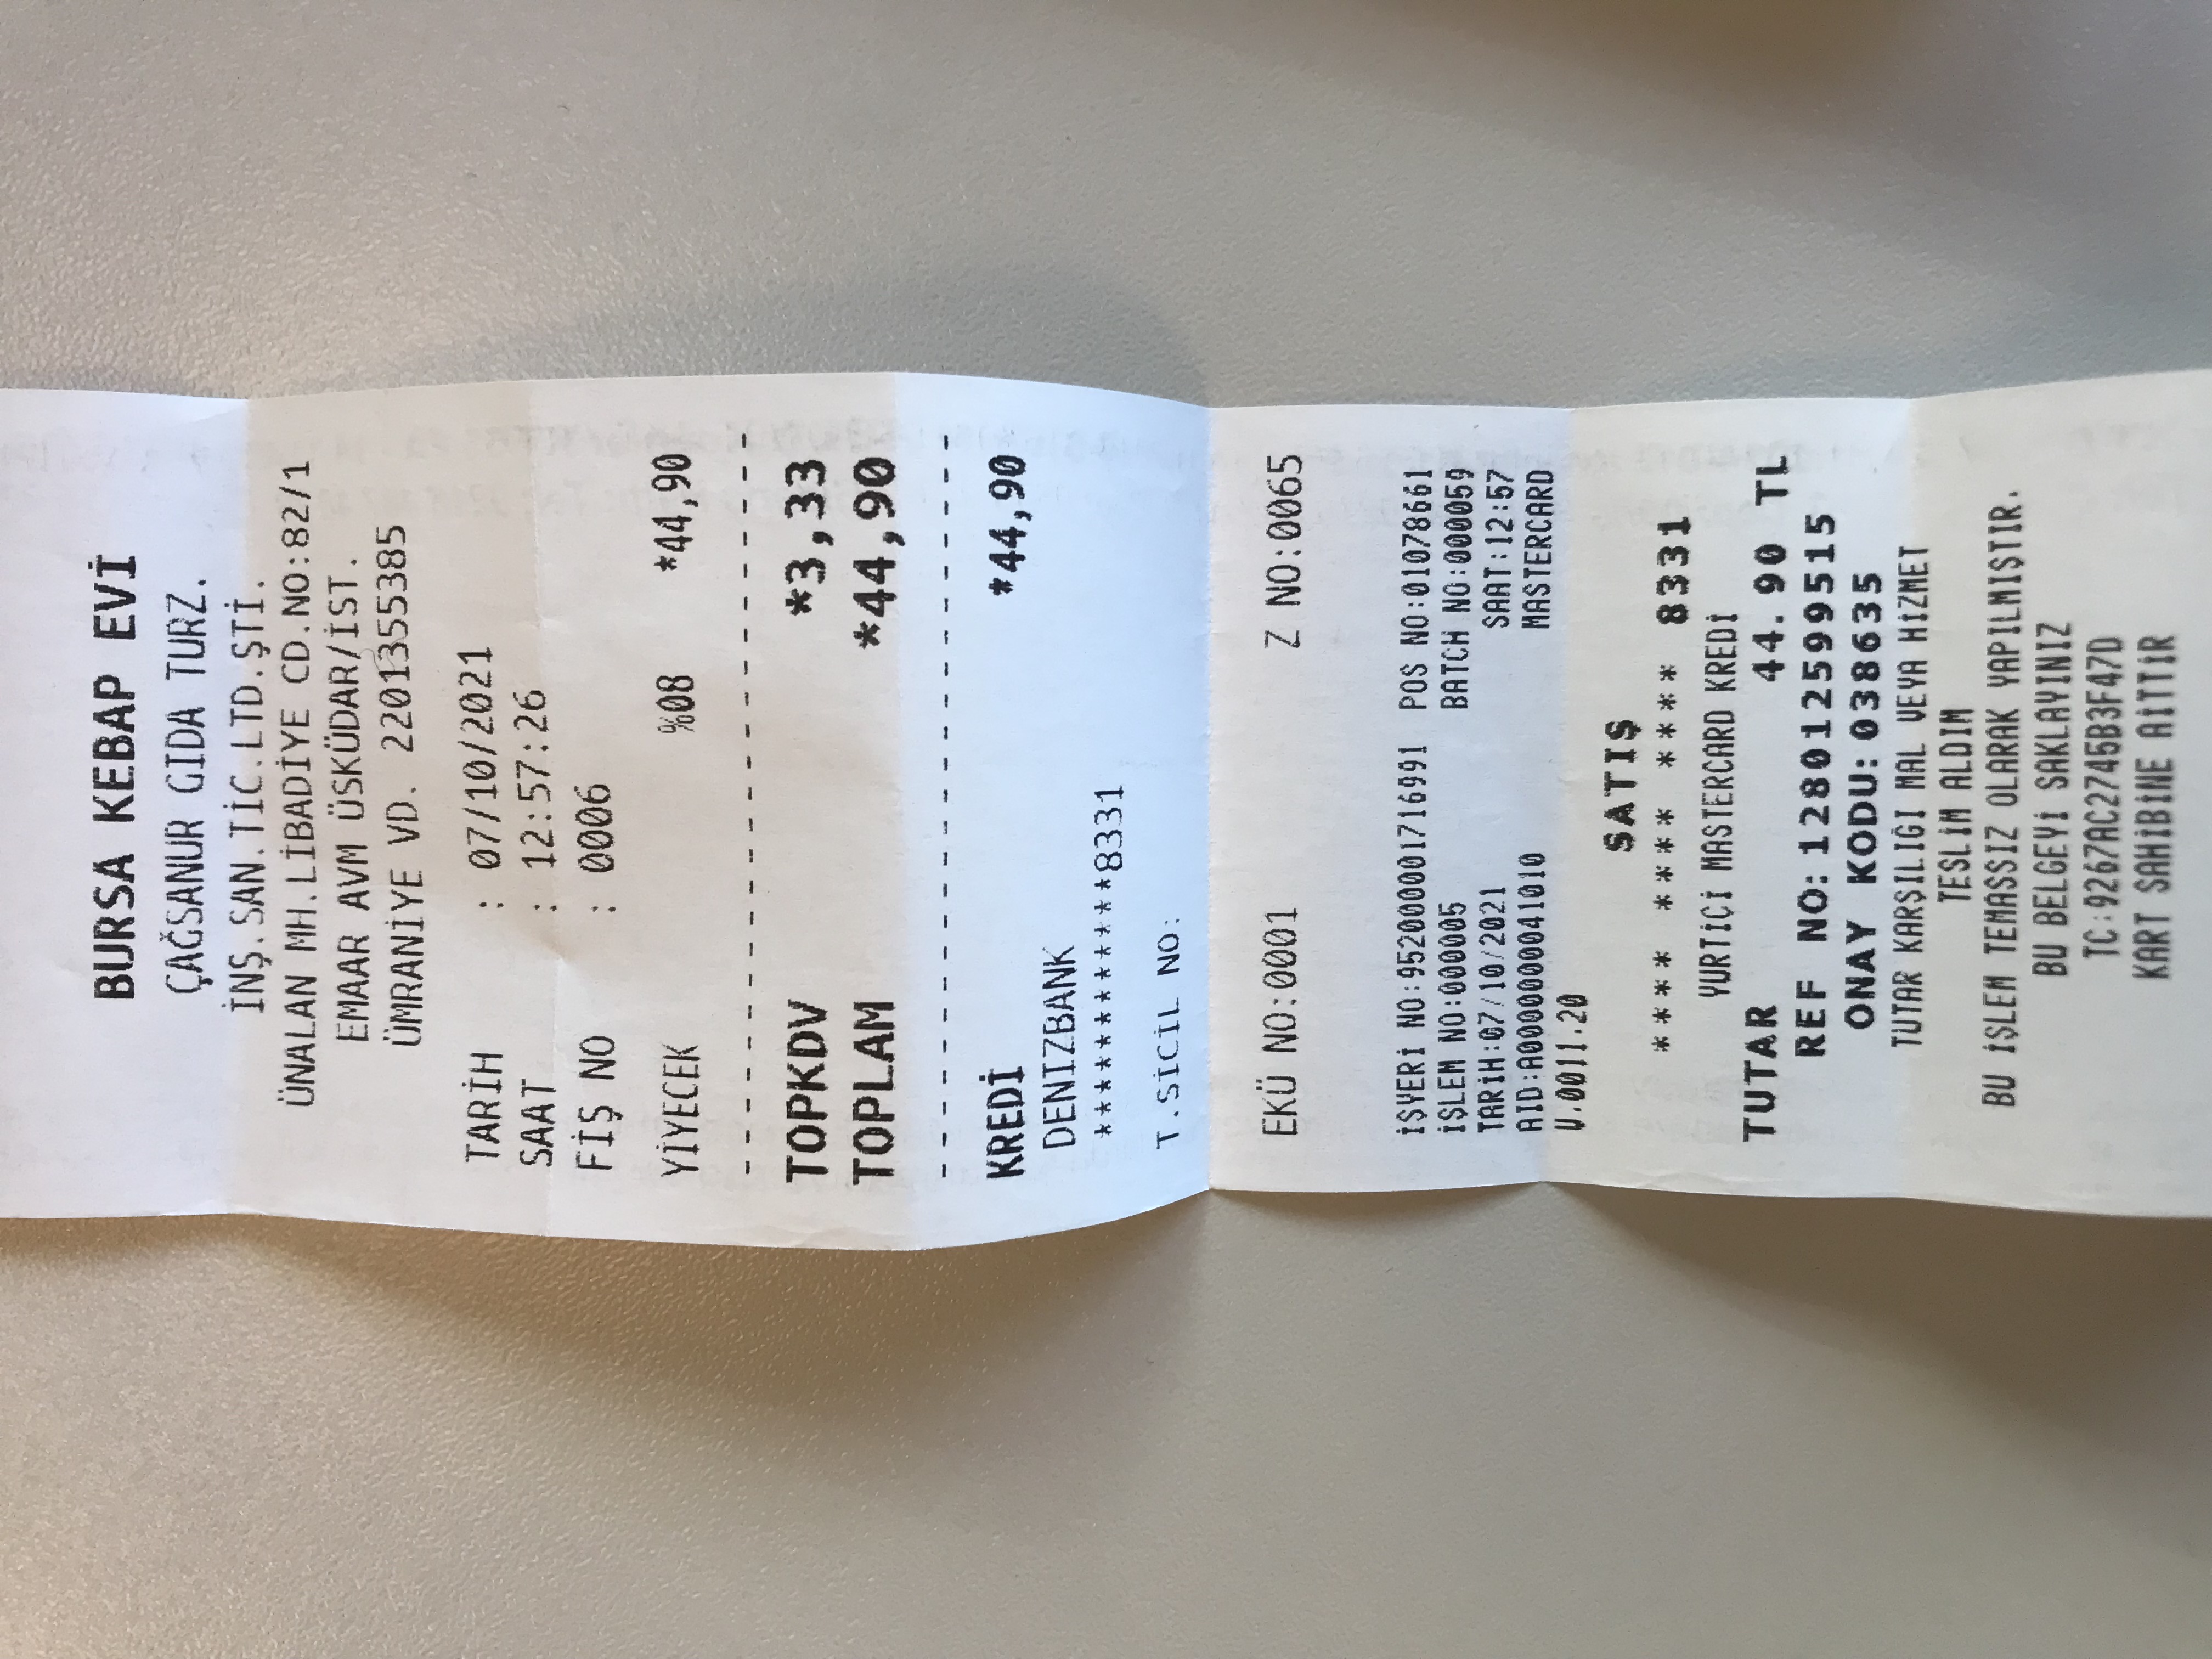 BURSA KEBAP EVİ
ÇAĞSANUR GIDA TURZ.
İNŞ.SAN.TİC.LTD.ŞTİ.
ÜNALAN MH.LİBADİYE CD.NO:82/1
EMAAR AVM ÜSKÜDAR/İST.
ÜMRANİYE VD. 2201355385
TARİH : 07/10/2021
SAAT : 12:57:26
FİŞ NO : 0006
YİYECEK %08 *44,90
--------------------------
TOPKDV *3,33
TOPLAM *44,90
--------------------------
KREDİ *44,90
DENIZBANK
************8331
T.SİCİL NO:
EKÜ NO:0001 Z NO:0065
İŞYERİ NO:952000001716991 POS NO:01078661
İŞLEM NO:000005 BATCH NO:000059
TARİH:07/10/2021 SAAT:12:57
AID:A0000000041010 MASTERCARD
V.0011.20
SATIŞ
**** **** **** 8331
YURTİÇİ MASTERCARD KREDİ
TUTAR 44.90 TL
REF NO:128012599515
ONAY KODU:038635
TUTAR KARŞILIĞI MAL VEYA HİZMET
TESLİM ALDIM
BU İŞLEM TEMASSIZ OLARAK YAPILMIŞTIR.
BU BELGEYİ SAKLAYINIZ
TC:9267AC2745B3F47D
KART SAHİBİNE AİTTİR